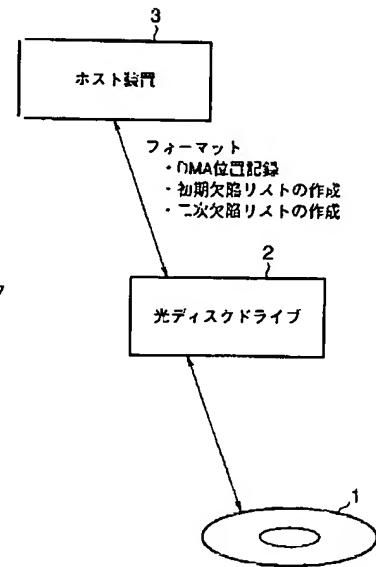 3
ホスト装置
フォーマット
・DMA位置記録
・初期欠陥リストの作成
・二次欠陥リストの作成
2
光ディスクドライブ
1